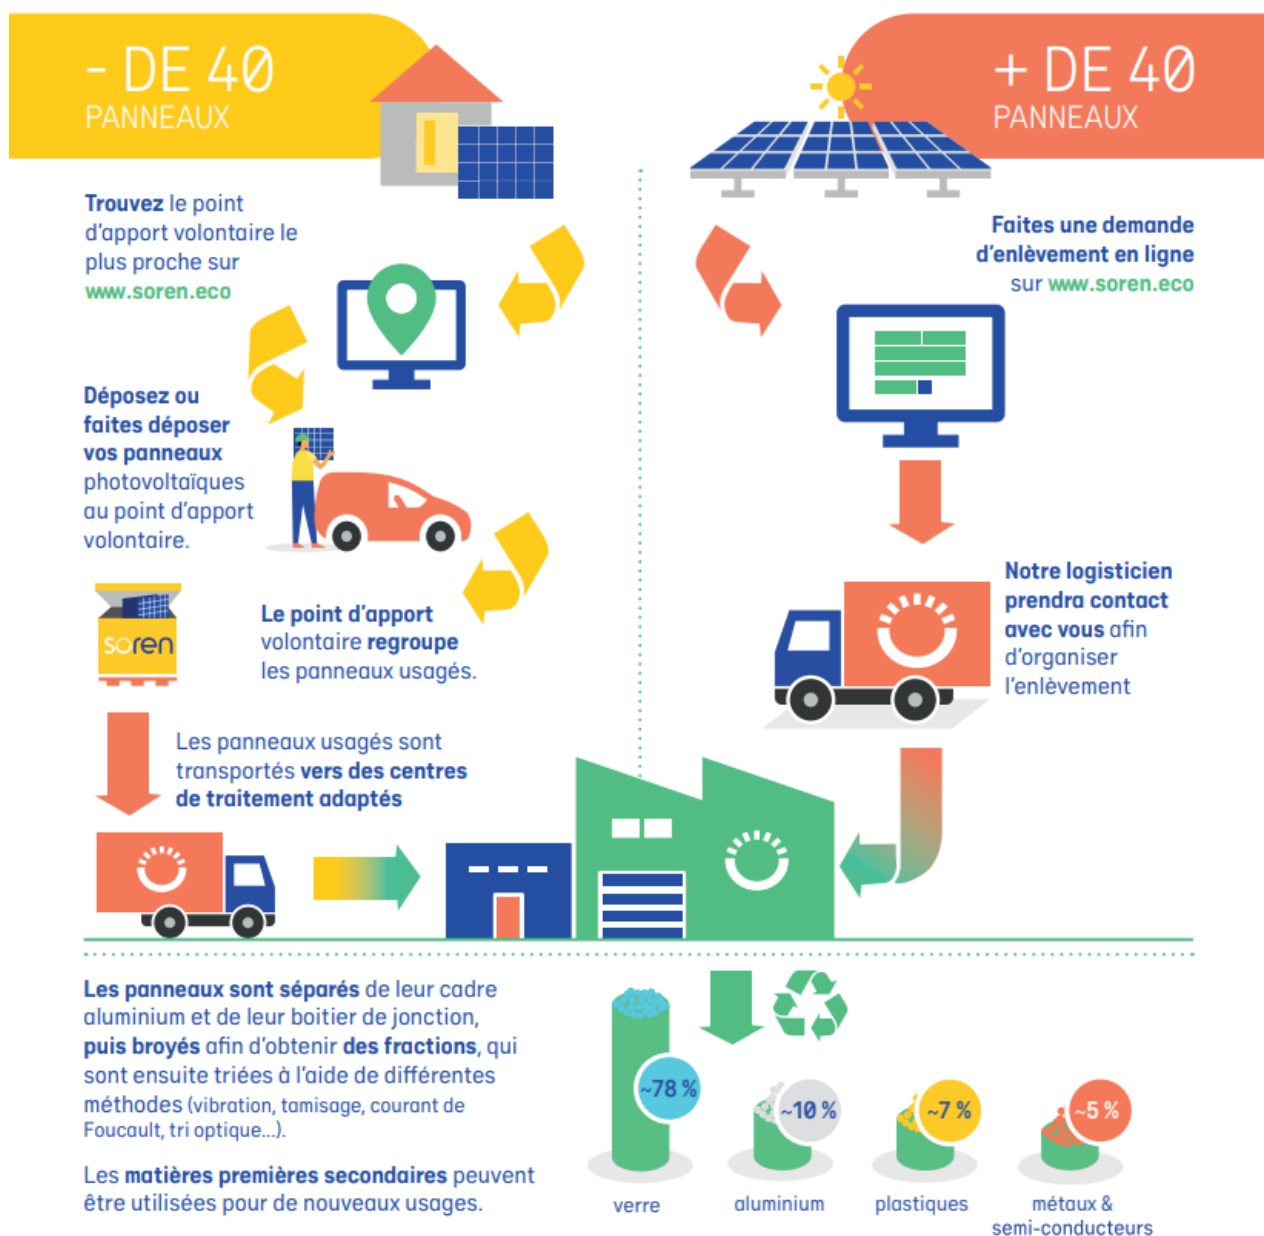 - DE 40
PANNEAUX
Trouvez le point
d'apport volontaire le
plus proche sur
www.soren.eco
Déposez ou
faites déposer
vos panneaux
photovoltaïques
au point d'apport
volontaire.
soren
Le point d'apport
volontaire regroupe
les panneaux usagés.
Les panneaux usagés sont
transportés vers des centres
de traitement adaptés
+ DE 40
PANNEAUX
Faites une demande
d'enlèvement en ligne
sur www.soren.eco
Notre logisticien
prendra contact
avec vous afin
d'organiser
l'enlèvement
Les panneaux sont séparés de leur cadre
aluminium et de leur boitier de jonction,
puis broyés afin d'obtenir des fractions, qui
sont ensuite triées à l'aide de différentes
méthodes (vibration, tamisage, courant de
Foucault, tri optique...).
Les matières premières secondaires peuvent
être utilisées pour de nouveaux usages.
~78 %
verre
~10 %
aluminium
~7 %
plastiques
~5 %
métaux &
semi-conducteurs